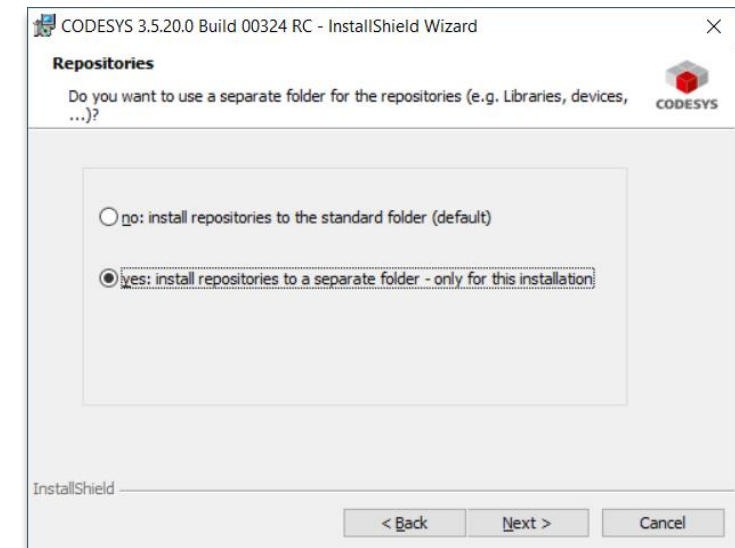 CODESYS 3.5.20.0 Build 00324 RC - InstallShield Wizard
Repositories
Do you want to use a separate folder for the repositories (e.g. Libraries, devices,
...)?
CODESYS
no: install repositories to the standard folder (default)
yes: install repositories to a separate folder - only for this installation
InstallShield
< Back
Next >
Cancel